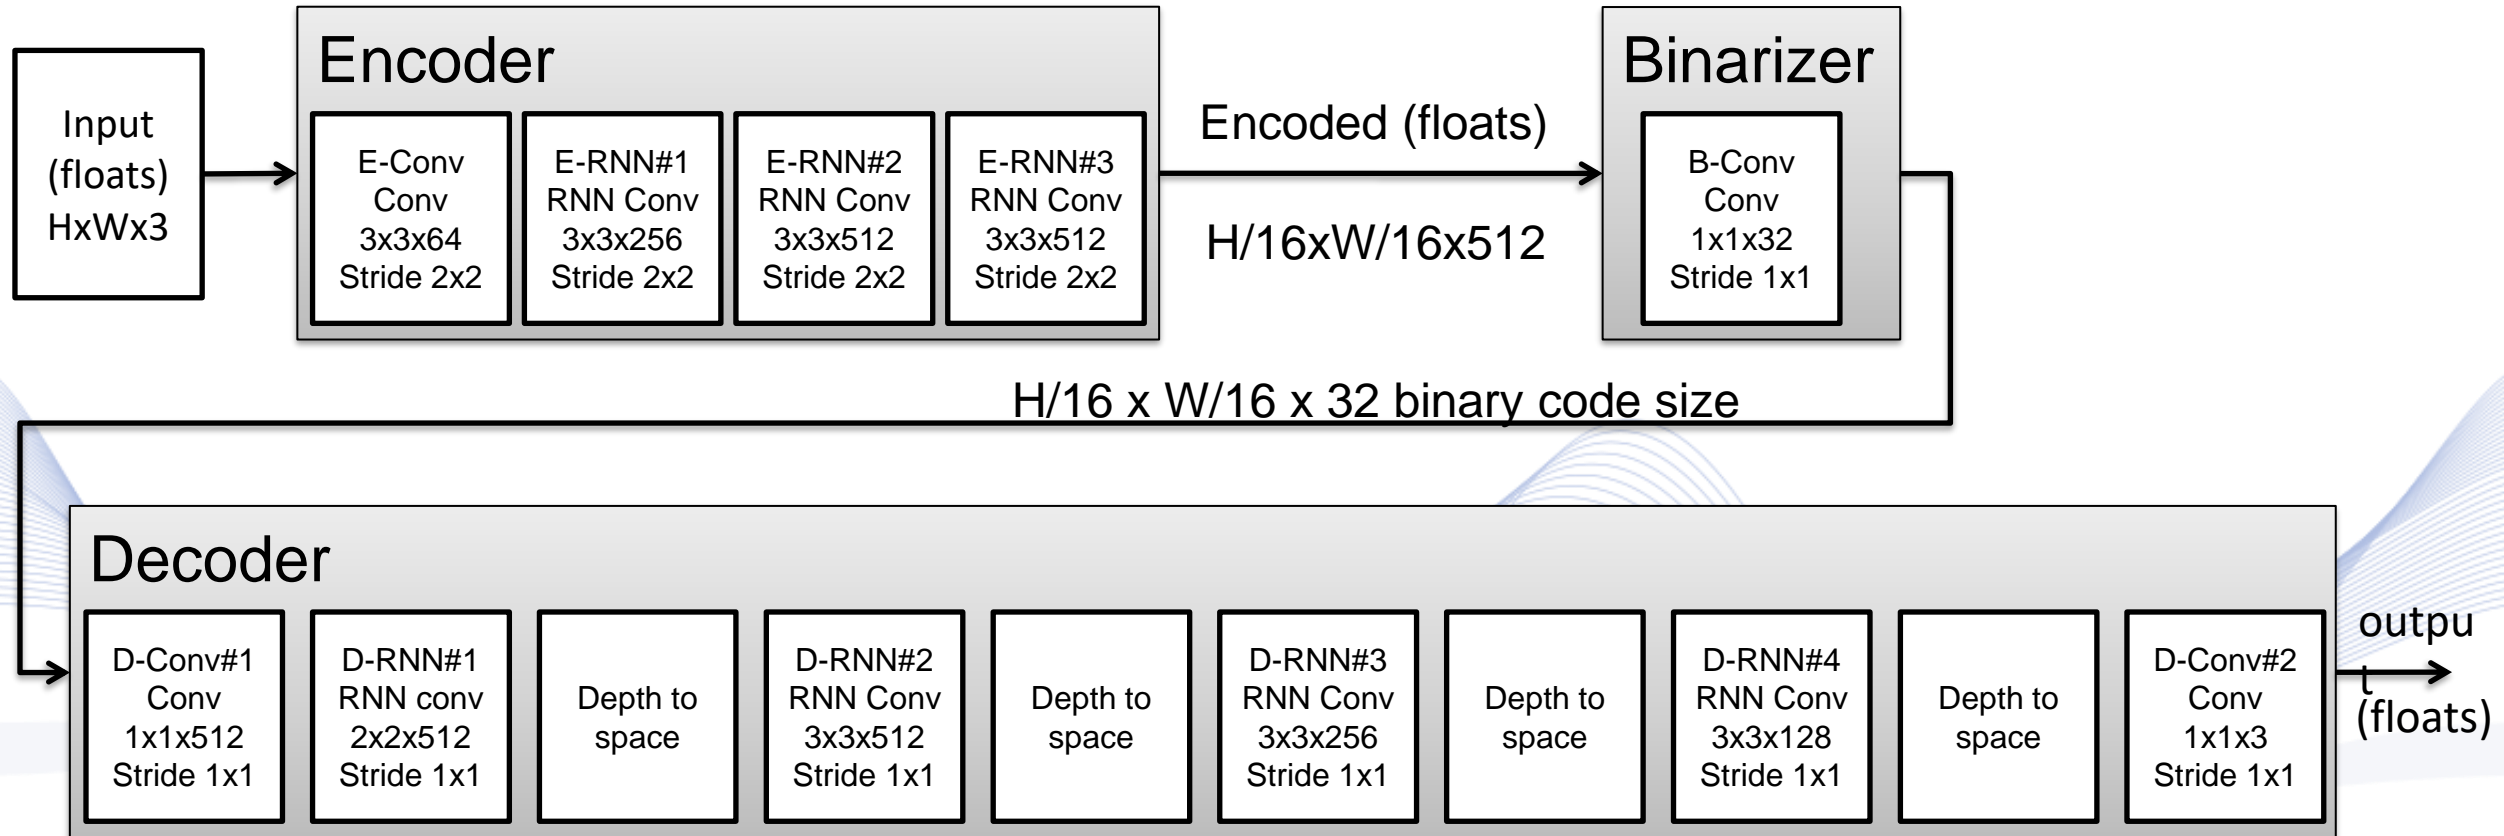 Input
(floats)
HxWx3
Encoder
E-Conv
Conv
3x3x64
Stride 2x2
E-RNN#1
RNN Conv
3x3x256
Stride 2x2
E-RNN#2
RNN Conv
3x3x512
Stride 2x2
E-RNN#3
RNN Conv
3x3x512
Stride 2x2
Encoded (floats)
H/16xW/16x512
Binarizer
B-Conv
Conv
1x1x32
Stride 1x1
H/16 x W/16 x 32 binary code size
Decoder
D-Conv#1
Conv
1x1x512
Stride 1x1
D-RNN#1
RNN conv
2x2x512
Stride 1x1
Depth to
space
D-RNN#2
RNN Conv
3x3x512
Stride 1x1
Depth to
space
D-RNN#3
RNN Conv
3x3x256
Stride 1x1
Depth to
space
D-RNN#4
RNN Conv
3x3x128
Stride 1x1
Depth to
space
D-Conv#2
Conv
1x1x3
Stride 1x1
outpu
t
(floats)